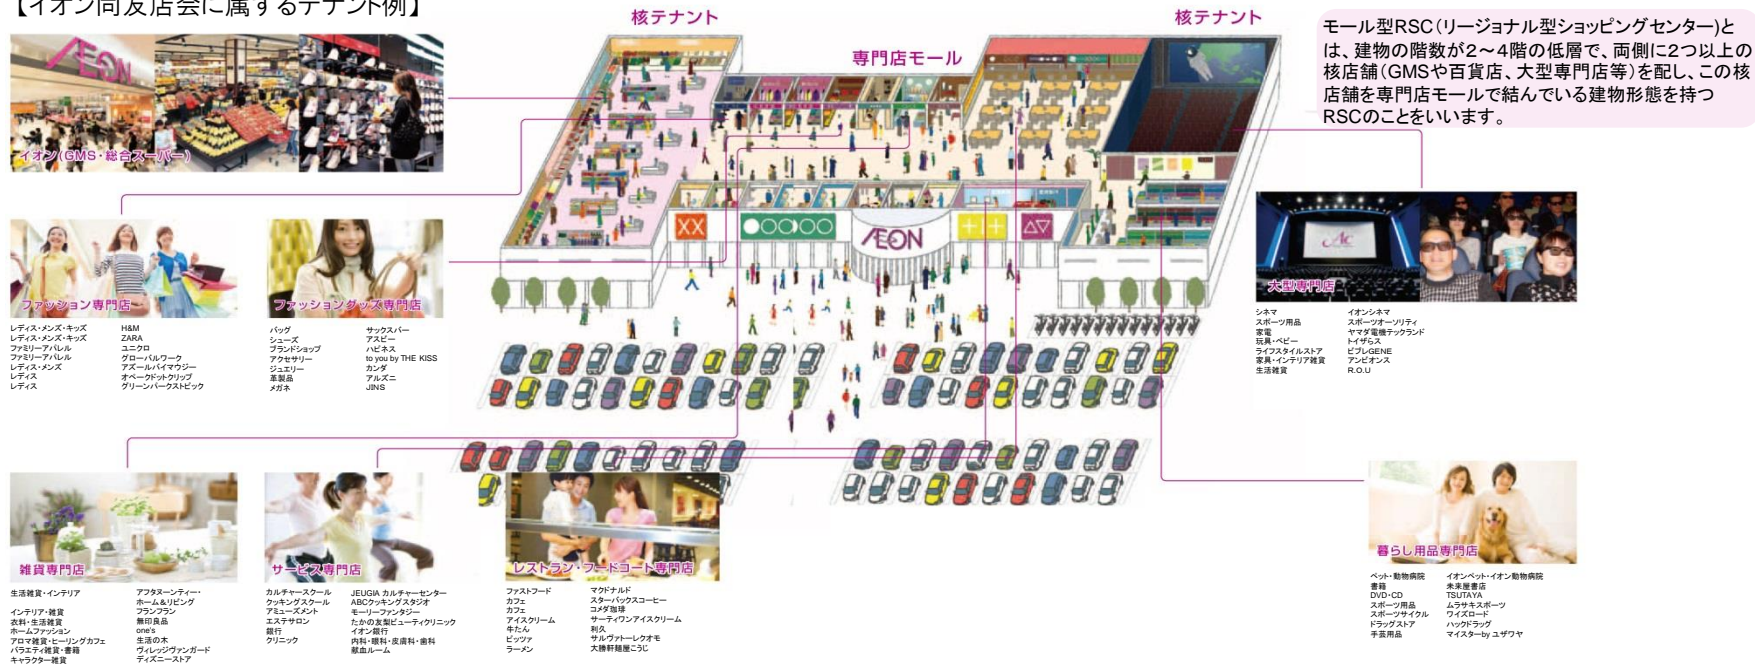 【イオン同友店会に属するテナント例】
核テナント
専門店モール
核テナント
モール型RSC（リージョナル型ショッピングセンター）と
は、建物の階数が2～4階の低層で、両側に2つ以上の
核店舗（GMSや百貨店、大型専門店等）を配し、この核
店舗を専門店モールで結んでいる建物形態を持つ
RSCのことをいいます。
ÆON
イオン（GMS・総合スーパー）
XX
ÆON
ファッション専門店
レディス・メンズ・キッズ H&M
レディス・メンズ・キッズ ZARA
ファミリーアパレル ユニクロ
ファミリーアパレル グローバルワーク
レディス・メンズ アズールバイマウジー
レディス オペークドットクリップ
レディス グリーンパークストピック
ファッショングッズ専門店
バッグ サックスバー
シューズ アスビー
ブランドショップ ハピネス
アクセサリー to you by THE KISS
ジュエリー カンダ
革製品 アルズニ
メガネ JINS
大型専門店
シネマ イオンシネマ
スポーツ用品 スポーツオーソリティ
家電 ヤマダ電機テックランド
玩具・ベビー トイザらス
ライフスタイルストア ビブレGENE
家具・インテリア雑貨 アンビオンス
生活雑貨 R.O.U
雑貨専門店
生活雑貨・インテリア アフタヌーンティー・
ホーム&リビング
インテリア・雑貨 フランフラン
衣料・生活雑貨 無印良品
ホームファッション one's
アロマ雑貨・ヒーリングカフェ 生活の木
バラエティ雑貨・書籍 ヴィレッジヴァンガード
キャラクター雑貨 ディズニーストア
サービス専門店
カルチャースクール JEUGIA カルチャーセンター
クッキングスクール ABCクッキングスタジオ
アミューズメント モーリーファンタジー
エステサロン たかの友梨ビューティクリニック
銀行 イオン銀行
クリニック 内科・眼科・皮膚科・歯科
献血ルーム
レストラン・フードコート専門店
ファストフード マクドナルド
カフェ スターバックスコーヒー
カフェ コメダ珈琲
アイスクリーム サーティワンアイスクリーム
牛たん 利久
ピッツァ サルヴァトーレクオモ
ラーメン 大勝軒麺屋こうじ
暮らし用品専門店
ペット・動物病院 イオンペット・イオン動物病院
書籍 未来屋書店
DVD・CD TSUTAYA
スポーツ用品 ムラサキスポーツ
スポーツサイクル ワイズロード
ドラッグストア ハックドラッグ
手芸用品 マイスターby ユザワヤ